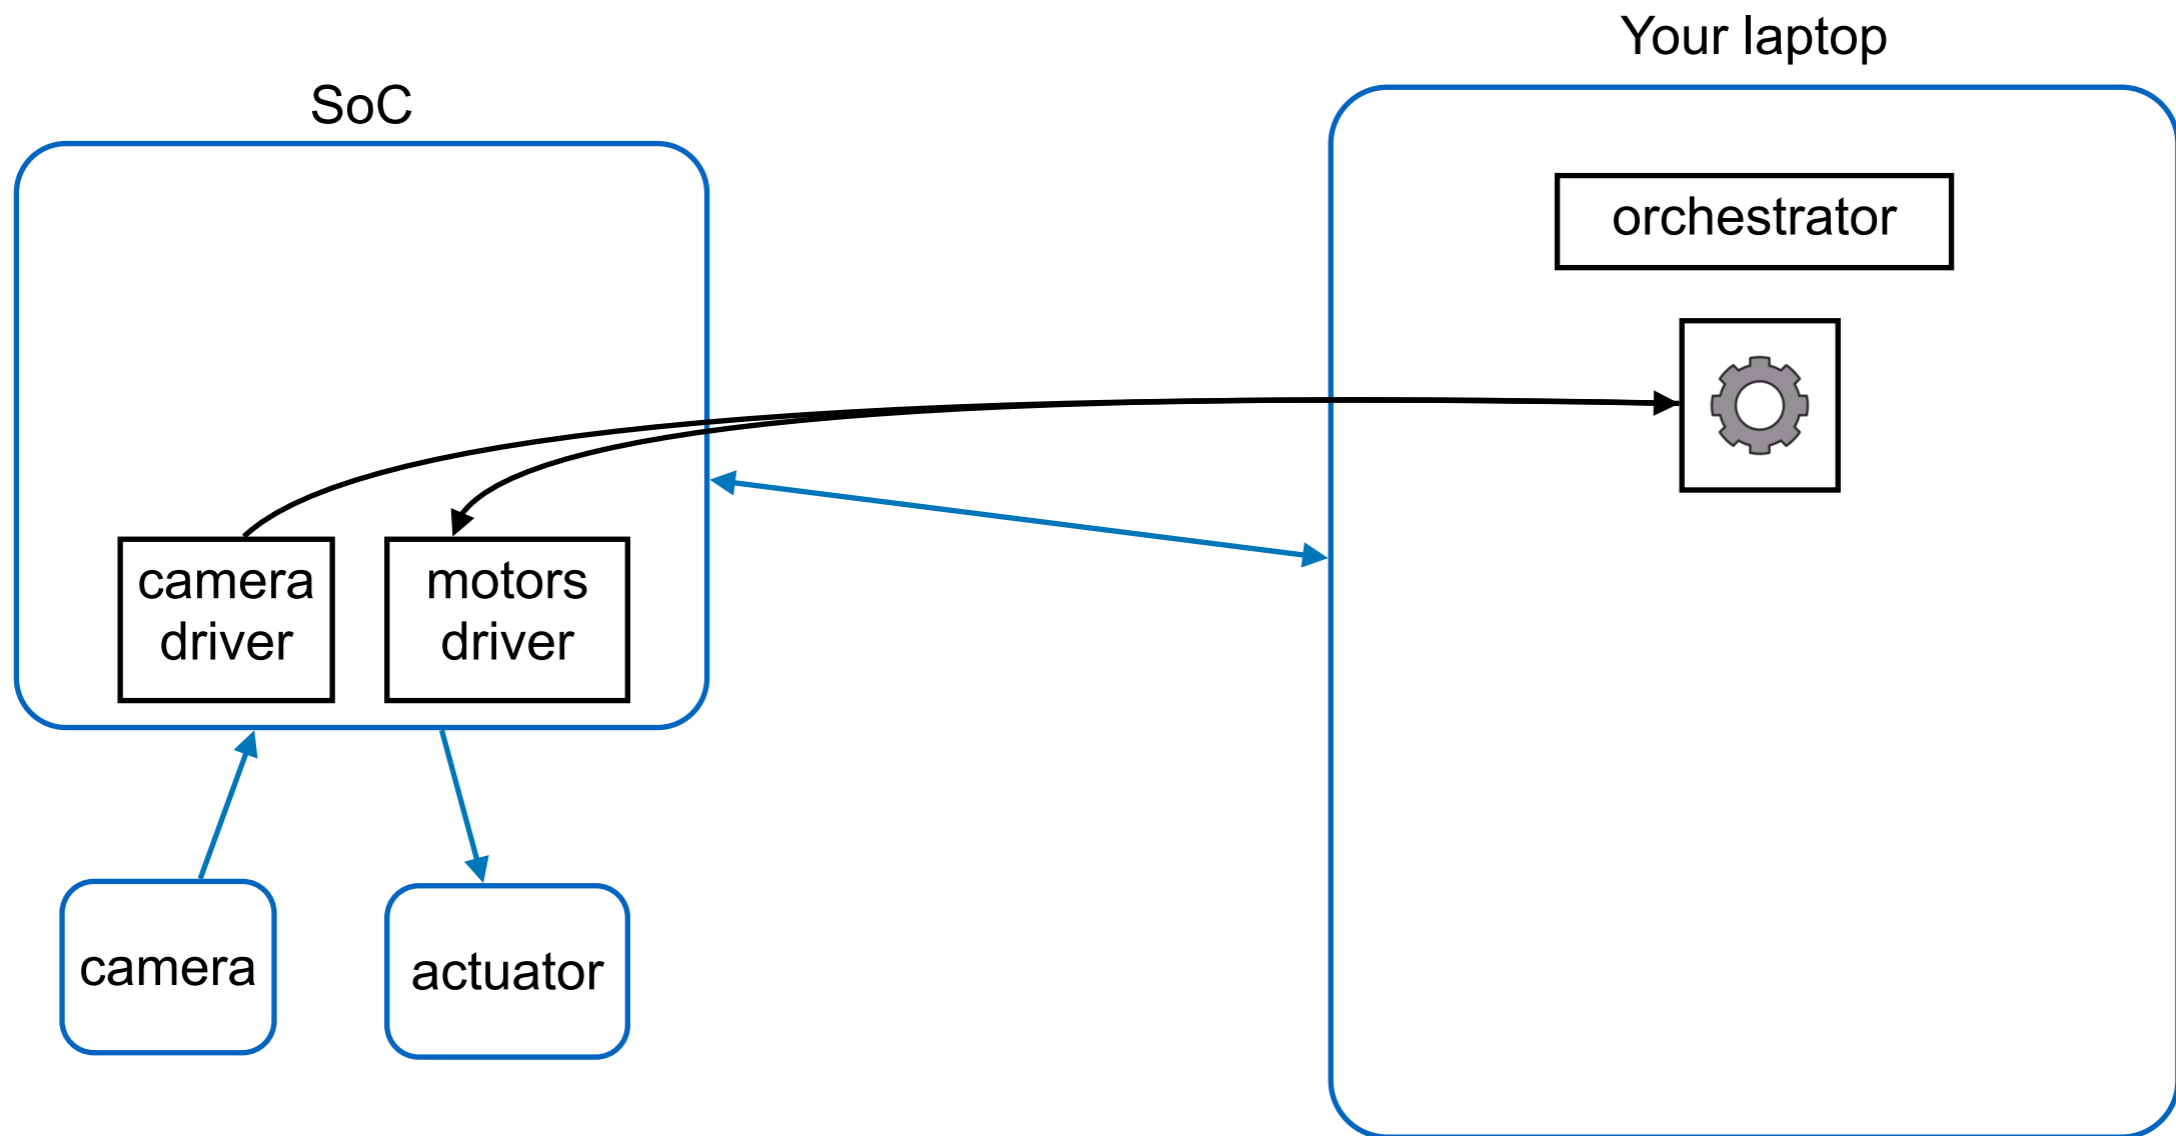 Your laptop
SoC
orchestrator
camera
driver
motors
driver
camera
actuator